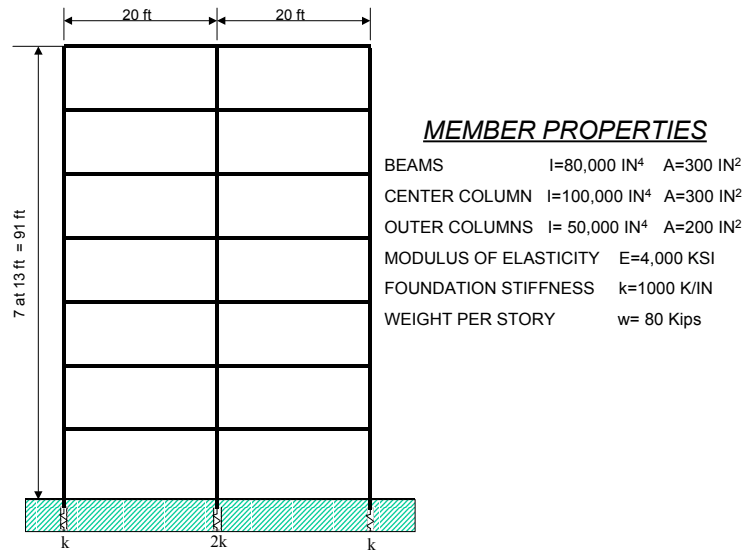 20 ft 20 ft
7 at 13 ft = 91 ft
MEMBER PROPERTIES
BEAMS I=80,000 IN⁴ A=300 IN²
CENTER COLUMN I=100,000 IN⁴ A=300 IN²
OUTER COLUMNS I= 50,000 IN⁴ A=200 IN²
MODULUS OF ELASTICITY E=4,000 KSI
FOUNDATION STIFFNESS k=1000 K/IN
WEIGHT PER STORY w= 80 Kips
k 2k k